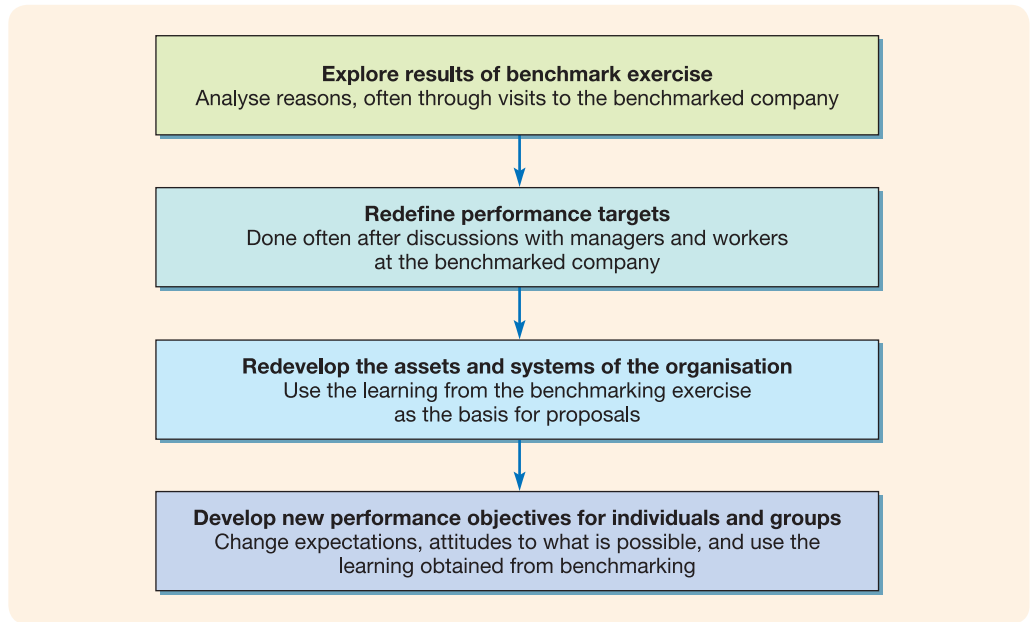 Explore results of benchmark exercise
Analyse reasons, often through visits to the benchmarked company
Redefine performance targets
Done often after discussions with managers and workers
at the benchmarked company
Redevelop the assets and systems of the organisation
Use the learning from the benchmarking exercise
as the basis for proposals
Develop new performance objectives for individuals and groups
Change expectations, attitudes to what is possible, and use the
learning obtained from benchmarking